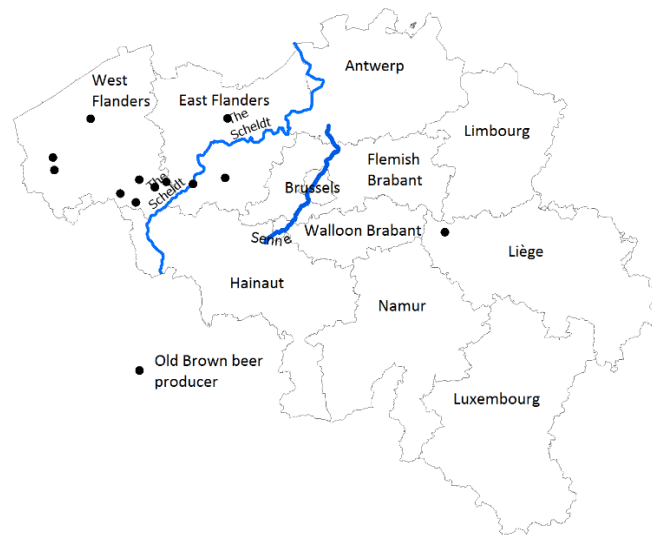 Antwerp
West
Flanders
East Flanders
The
Scheldt
Limbourg
Flemish
Brabant
Brussels
The
Scheldt
Senne
Walloon Brabant
Liège
Hainaut
Namur
Old Brown beer
producer
Luxembourg